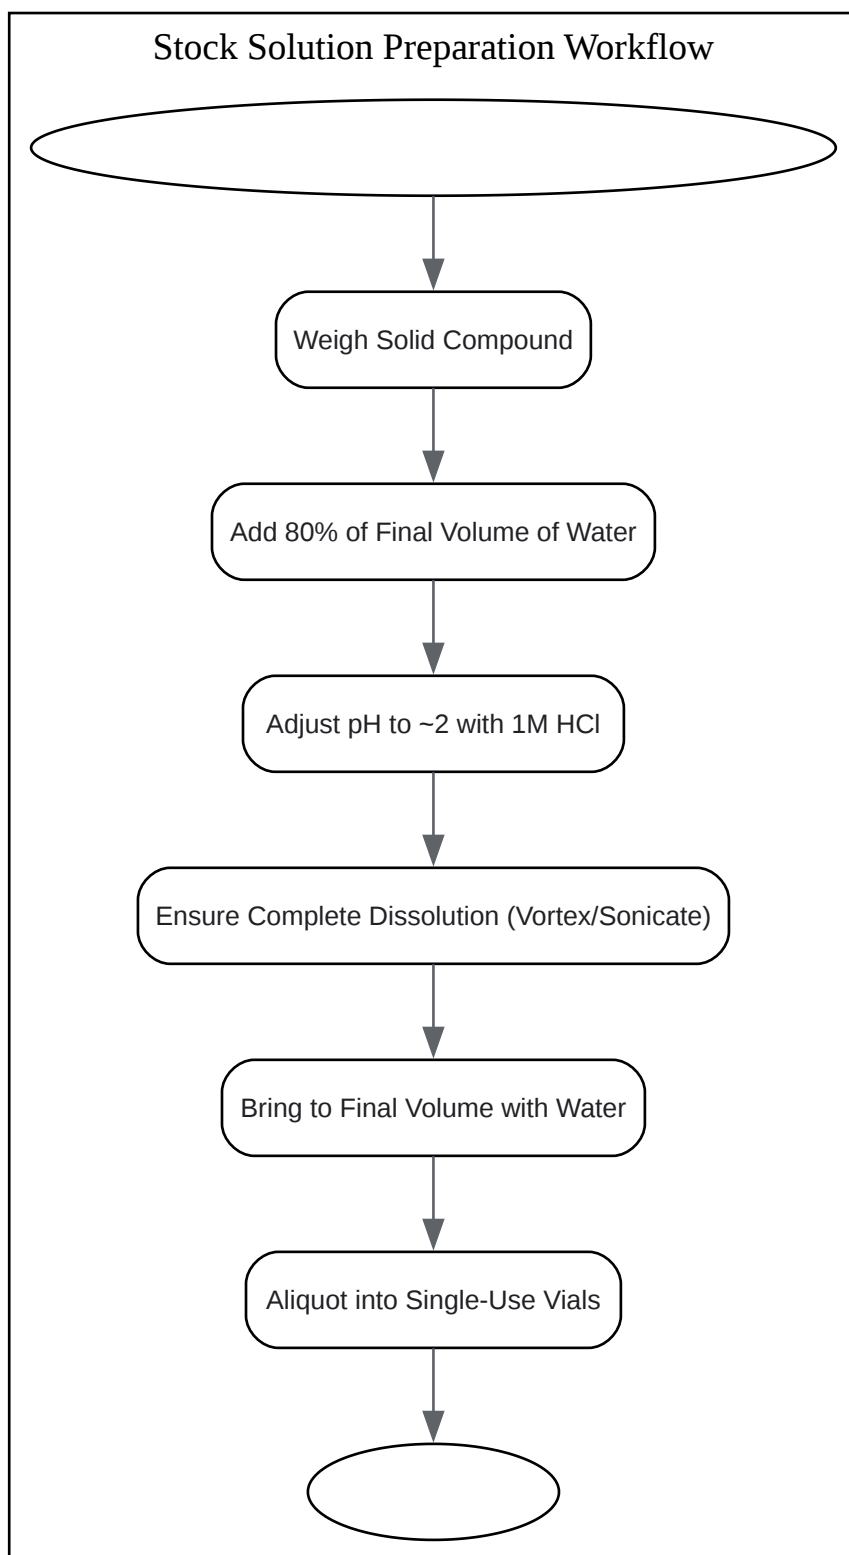 Stock Solution Preparation Workflow
Weigh Solid Compound
Add 80% of Final Volume of Water
Adjust pH to ~2 with 1M HCl
Ensure Complete Dissolution (Vortex/Sonicate)
Bring to Final Volume with Water
Aliquot into Single-Use Vials